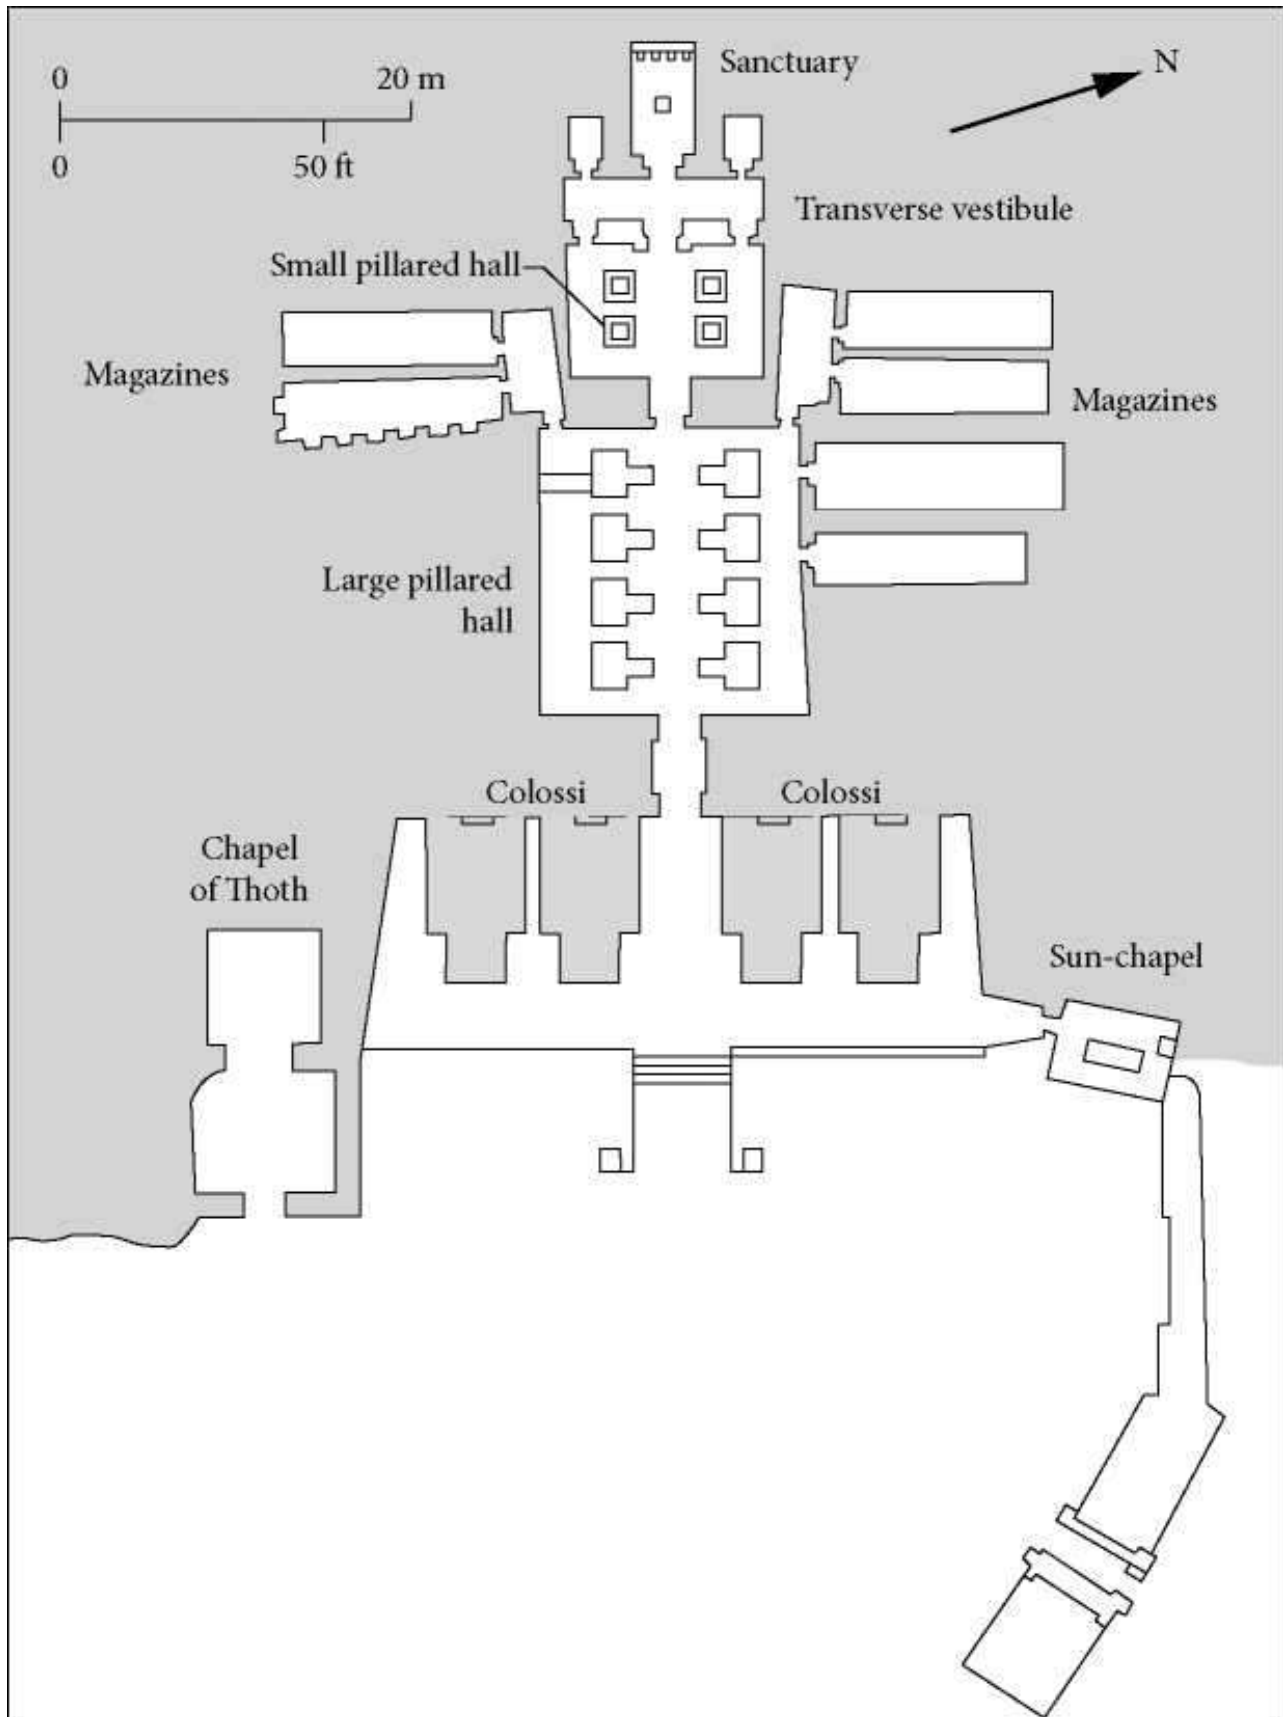 Sanctuary
0 20 m
0 50 ft
N
Transverse vestibule
Small pillared hall
Magazines
Magazines
Large pillared
hall
Colossi
Colossi
Chapel
of Thoth
Sun-chapel